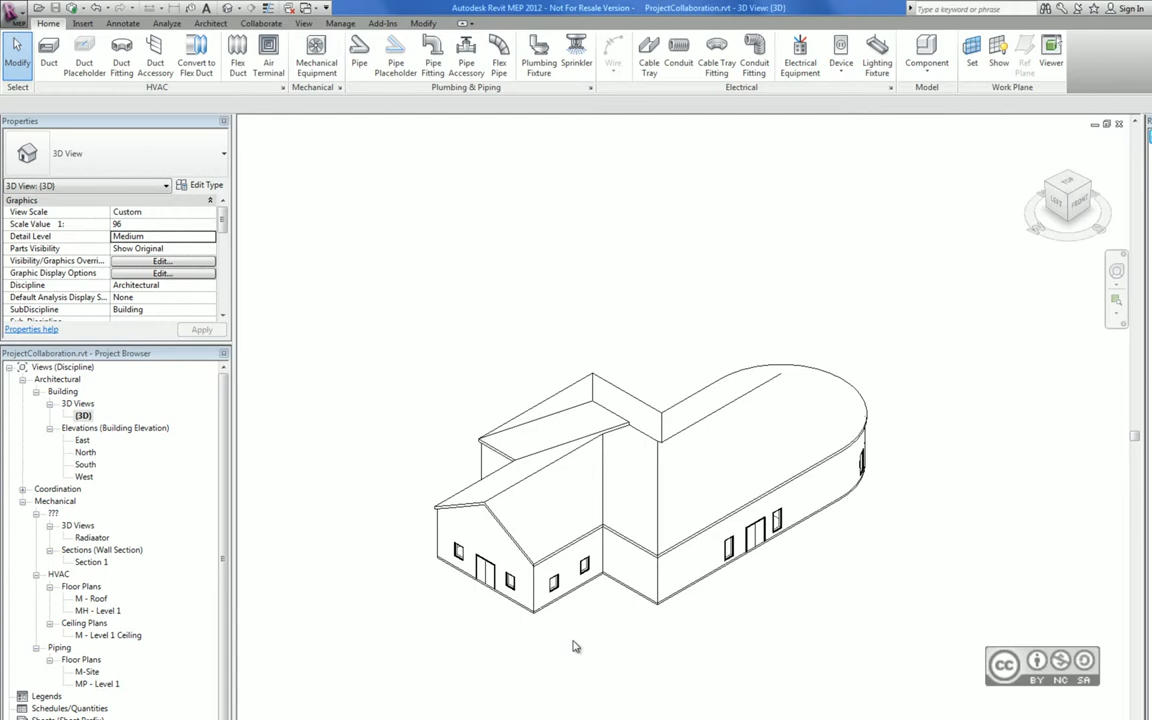 Autodesk Revit MEP 2012 - Not For Resale Version - ProjectCollaboration.rvt - 3D View: {3D}
Type a keyword or phrase
Sign In
MEP
Home Insert Annotate Analyze Architect Collaborate View Manage Add-Ins Modify
Modify Duct Duct Placeholder Duct Fitting Duct Accessory Convert to Flex Duct Flex Duct Air Terminal Mechanical Equipment Pipe Pipe Placeholder Pipe Fitting Pipe Accessory Flex Pipe Plumbing Fixture Sprinkler Wire Cable Tray Conduit Cable Tray Fitting Conduit Fitting Electrical Equipment Device Lighting Fixture Component Set Show Ref Plane Viewer
Select HVAC Mechanical Plumbing & Piping Electrical Model Work Plane
Properties
3D View
3D View: {3D} Edit Type
Graphics
View Scale Custom
Scale Value 1: 96
Detail Level Medium
Parts Visibility Show Original
Visibility/Graphics Overri... Edit...
Graphic Display Options Edit...
Discipline Architectural
Default Analysis Display S... None
SubDiscipline Building
Properties help Apply
ProjectCollaboration.rvt - Project Browser
Views (Discipline)
Architectural
Building
3D Views
{3D}
Elevations (Building Elevation)
East
North
South
West
Coordination
Mechanical
???
3D Views
Radiaator
Sections (Wall Section)
Section 1
HVAC
Floor Plans
M - Roof
MH - Level 1
Ceiling Plans
M - Level 1 Ceiling
Piping
Floor Plans
M-Site
MP - Level 1
Legends
Schedules/Quantities
TOP
LEFT FRONT
cc
BY NC SA